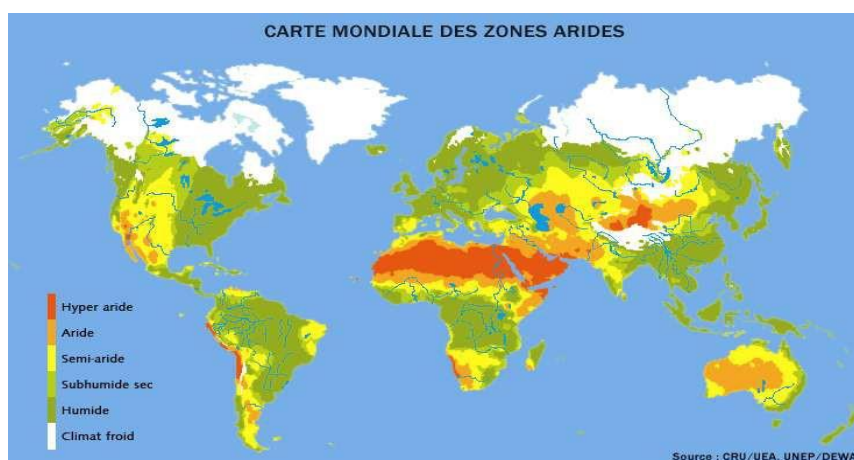 CARTE MONDIALE DES ZONES ARIDES
Hyper aride
Aride
Semi-aride
Subhumide sec
Humide
Climat froid
Source : CRU/UEA, UNEP/DEWA